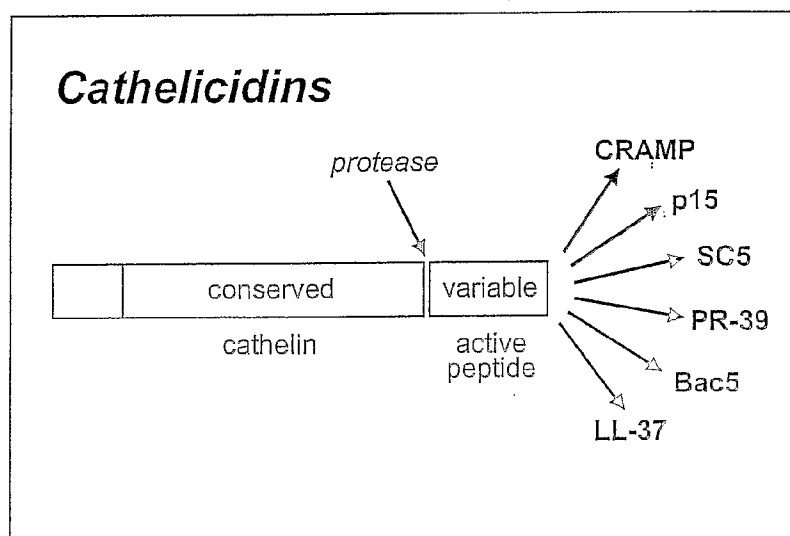 Cathelicidins
protease
CRAMP
p15
SC5
PR-39
Bac5
LL-37
conserved
variable
cathelin
active
peptide